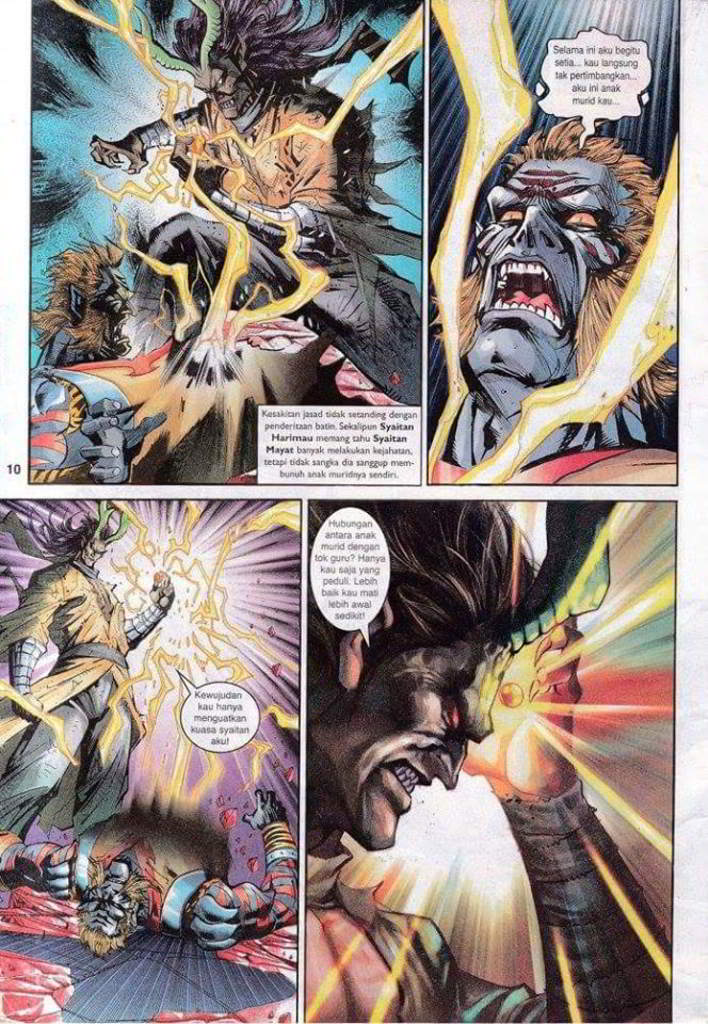 Kesakitan jasad tidak setanding dengan
penderitaan batin. Sekalipun Syaitan
Harimau memang tahu Syaitan
Mayat banyak melakukan kejahatan,
tetapi tidak sangka dia sanggup mem-
bunuh anak muridnya sendiri.
Selama ini aku begitu
setia... kau langsung
tak pertimbangkan...
aku ini anak
murid kau...
10
Kewujudan
kau hanya
menguatkan
kuasa syaitan
aku!
Hubungan
antara anak
murid dengan
tok guru? Hanya
kau saja yang
peduli. Lebih
baik kau mati
lebih awal
sedikit!